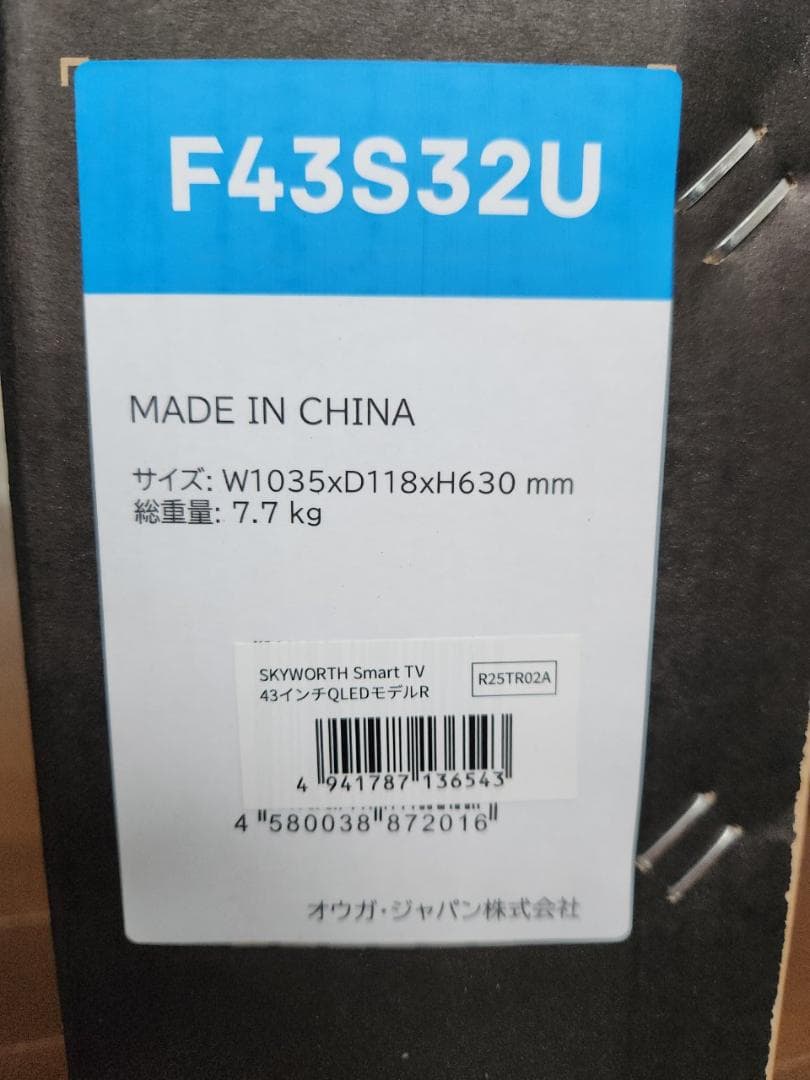 F43S32U
MADE IN CHINA
サイズ: W1035xD118xH630 mm
総重量: 7.7 kg
SKYWORTH Smart TV
43インチQLEDモデルR
R25TR02A
4 941787 136543
4 580038 872016
オウガ・ジャパン株式会社